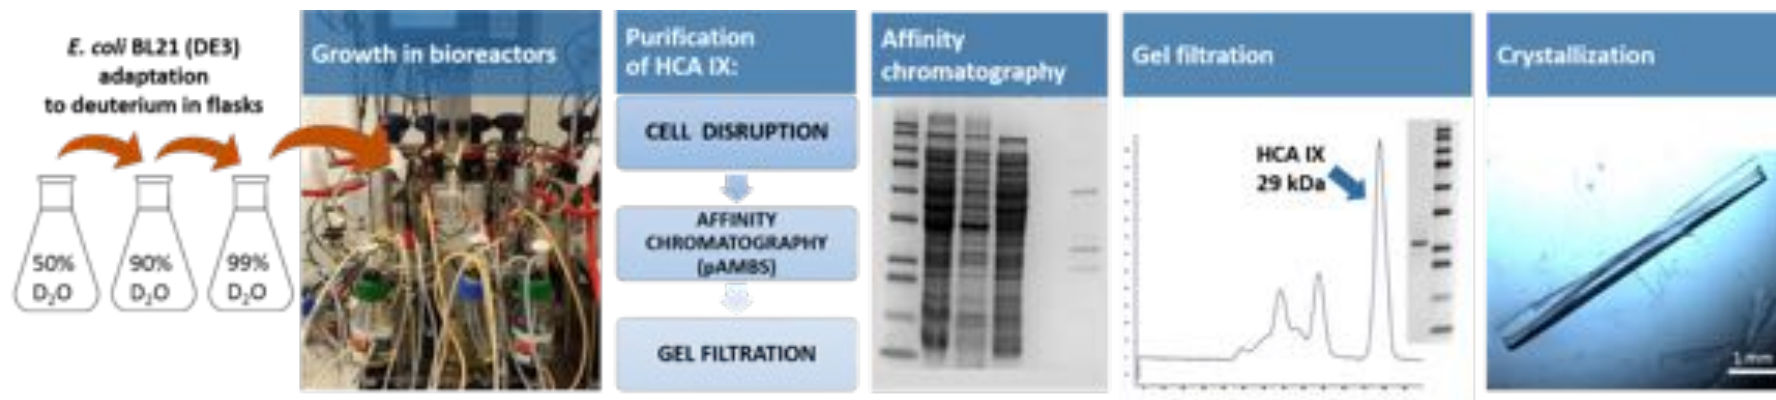 E. coli BL21 (DE3)
adaptation
to deuterium in flasks
50%
D₂O
90%
D₂O
99%
D₂O
Growth in bioreactors
Purification
of HCA IX:
CELL DISRUPTION
AFFINITY
CHROMATOGRAPHY
(pAMBS)
GEL FILTRATION
Affinity
chromatography
Gel filtration
HCA IX
29 kDa
Crystallization
1 mm